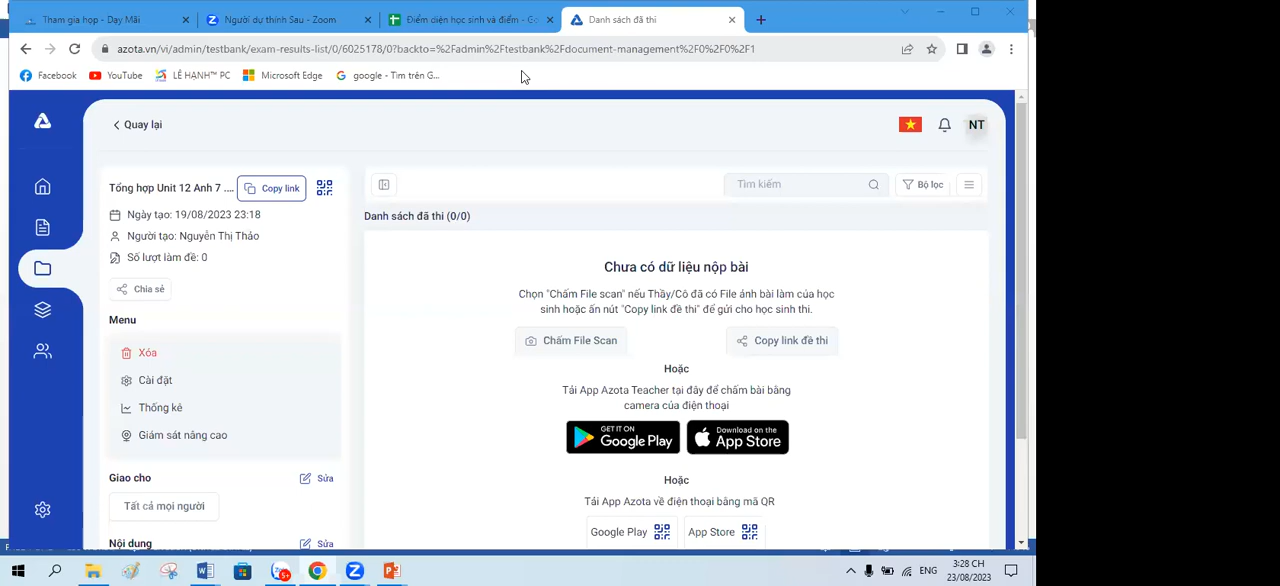 Tham gia họp - Dạy Mãi
Người dự thính Sau - Zoom
Điểm diện học sinh và điểm - Go
Danh sách đã thi
azota.vn/vi/admin/testbank/exam-results-list/0/6025178/0?backto=%2Fadmin%2Ftestbank%2Fdocument-management%2F0%2F0%2F1
Facebook
YouTube
LÊ HẠNH™ PC
Microsoft Edge
google - Tìm trên G...
Quay lại
NT
Tổng hợp Unit 12 Anh 7 ....
Copy link
Ngày tạo: 19/08/2023 23:18
Người tạo: Nguyễn Thị Thảo
Số lượt làm đề: 0
Chia sẻ
Menu
Xóa
Cài đặt
Thống kê
Giám sát nâng cao
Giao cho
Sửa
Tất cả mọi người
Nội dung
Sửa
Tìm kiếm
Bộ lọc
Danh sách đã thi (0/0)
Chưa có dữ liệu nộp bài
Chọn "Chấm File scan" nếu Thầy/Cô đã có File ảnh bài làm của học
sinh hoặc ấn nút "Copy link đề thi" để gửi cho học sinh thi.
Chấm File Scan
Copy link đề thi
Hoặc
Tải App Azota Teacher tại đây để chấm bài bằng
camera của điện thoại
GET IT ON
Google Play
Download on the
App Store
Hoặc
Tải App Azota về điện thoại bằng mã QR
Google Play
App Store
ENG
3:28 CH
23/08/2023